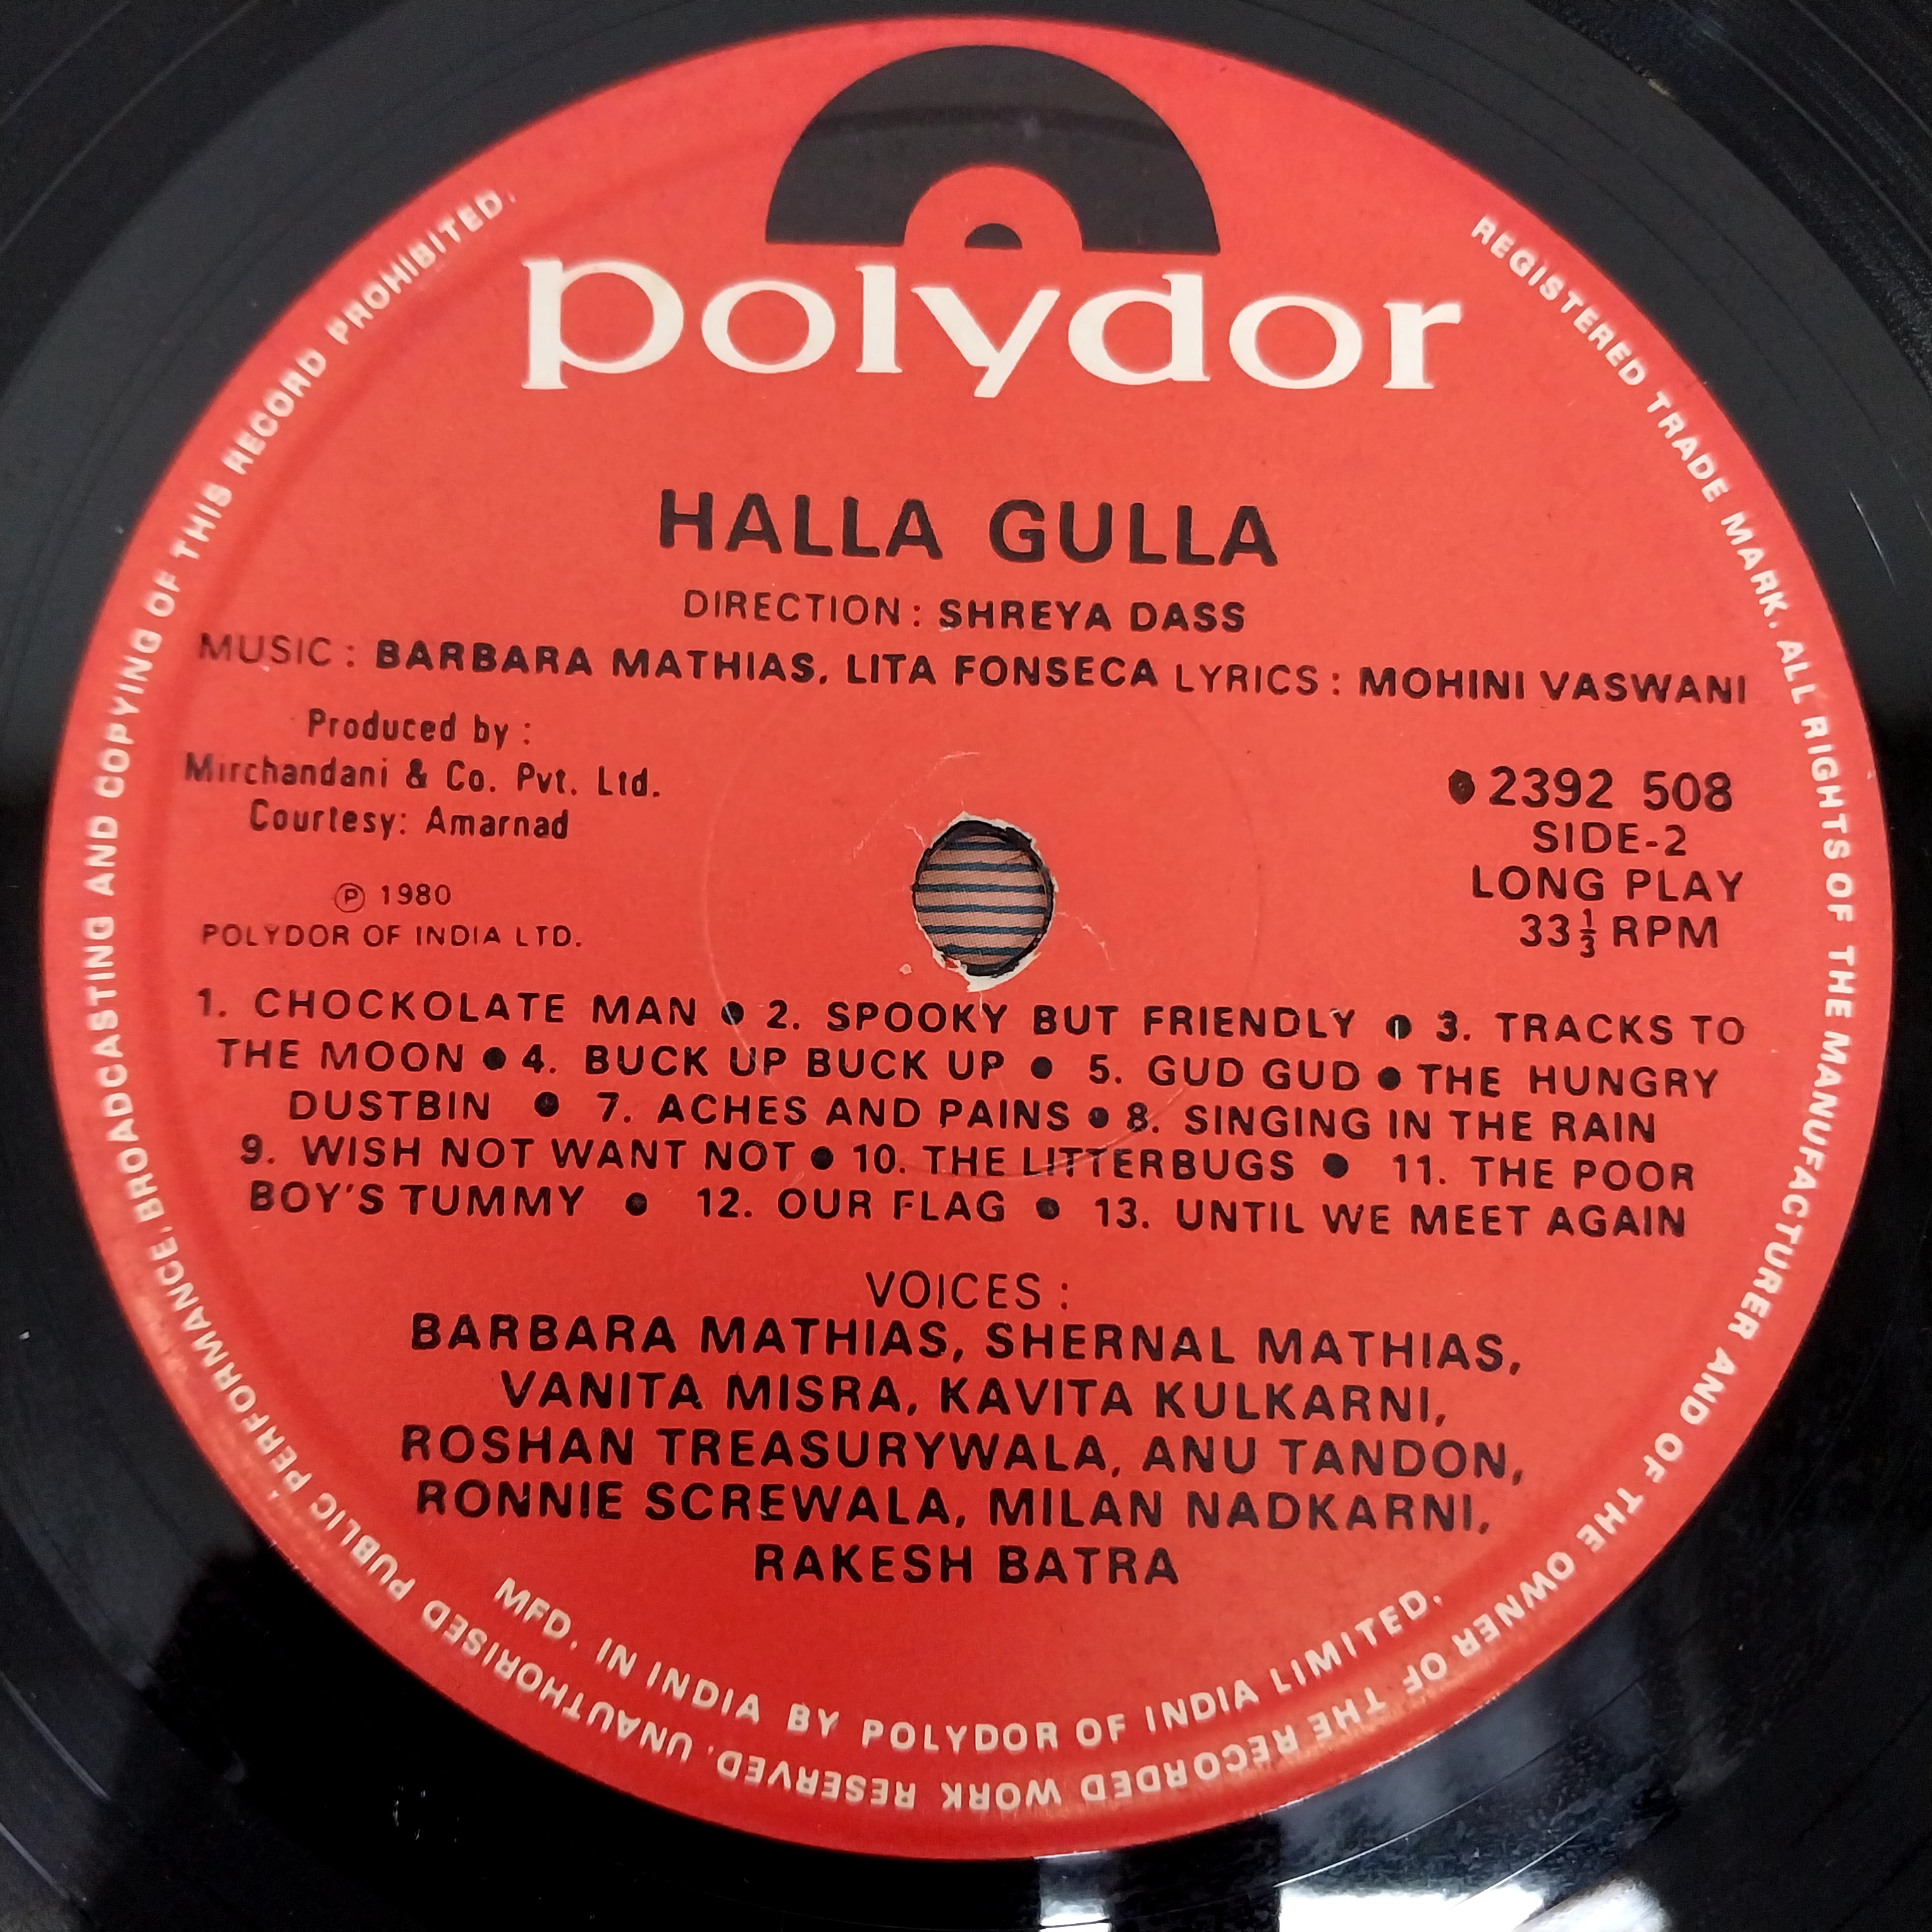 polydor
HALLA GULLA
DIRECTION : SHREYA DASS
MUSIC : BARBARA MATHIAS, LITA FONSECA LYRICS : MOHINI VASWANI
Produced by :
Mirchandani & Co. Pvt. Ltd.
Courtesy: Amarnad
℗ 1980
POLYDOR OF INDIA LTD.
2392 508
SIDE-2
LONG PLAY
33⅓ RPM
1. CHOCKOLATE MAN ● 2. SPOOKY BUT FRIENDLY ● 3. TRACKS TO
THE MOON ● 4. BUCK UP BUCK UP ● 5. GUD GUD ● THE HUNGRY
DUSTBIN ● 7. ACHES AND PAINS ● 8. SINGING IN THE RAIN
9. WISH NOT WANT NOT ● 10. THE LITTERBUGS ● 11. THE POOR
BOY'S TUMMY ● 12. OUR FLAG ● 13. UNTIL WE MEET AGAIN
VOICES :
BARBARA MATHIAS, SHERNAL MATHIAS,
VANITA MISRA, KAVITA KULKARNI,
ROSHAN TREASURYWALA, ANU TANDON,
RONNIE SCREWALA, MILAN NADKARNI,
RAKESH BATRA
MFD. IN INDIA BY POLYDOR OF INDIA LIMITED.
REGISTERED TRADE MARK. ALL RIGHTS OF THE MANUFACTURER AND OF THE OWNER OF THE RECORDED WORK RESERVED. UNAUTHORISED PUBLIC PERFORMANCE, BROADCASTING AND COPYING OF THIS RECORD PROHIBITED.